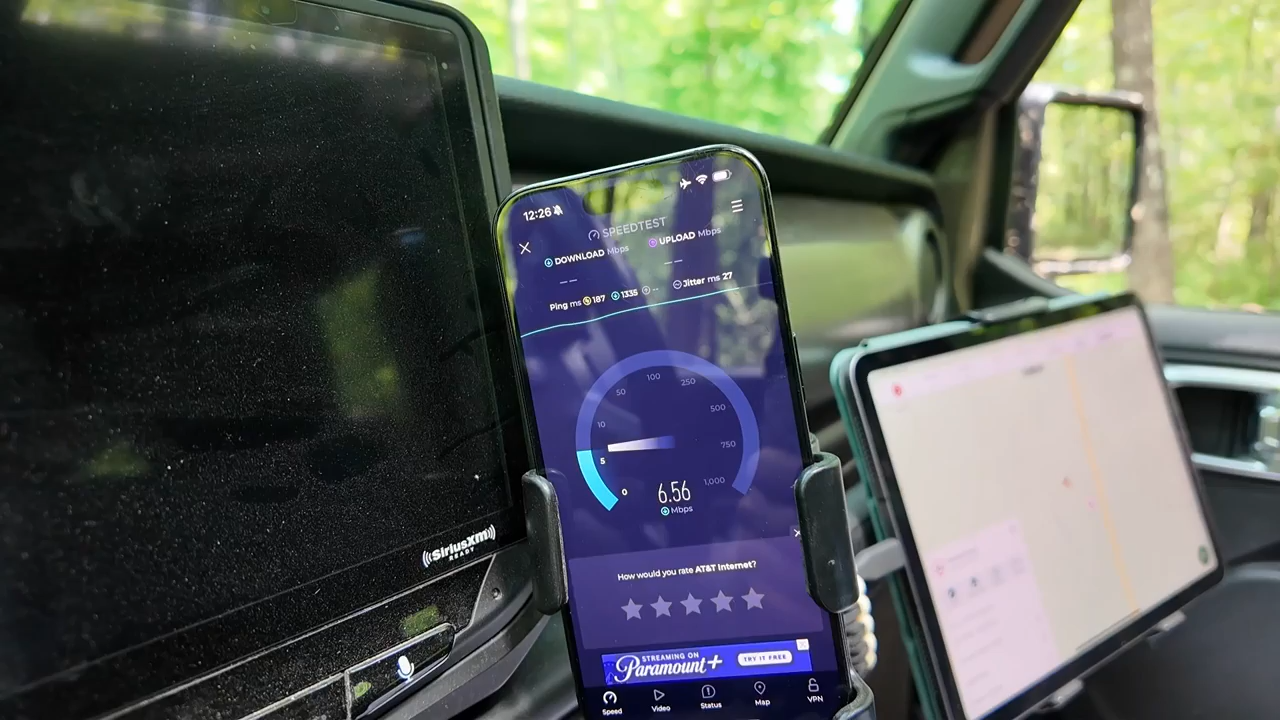 12:26
SPEEDTEST
DOWNLOAD Mbps
UPLOAD Mbps
Ping ms 187 1335 -- Jitter ms 27
0
5
10
50
100
250
500
750
1,000
6.56
Mbps
How would you rate AT&T Internet?
STREAMING ON
Paramount+
TRY IT FREE
Speed Video Status Map VPN
((SiriusXM))
READY